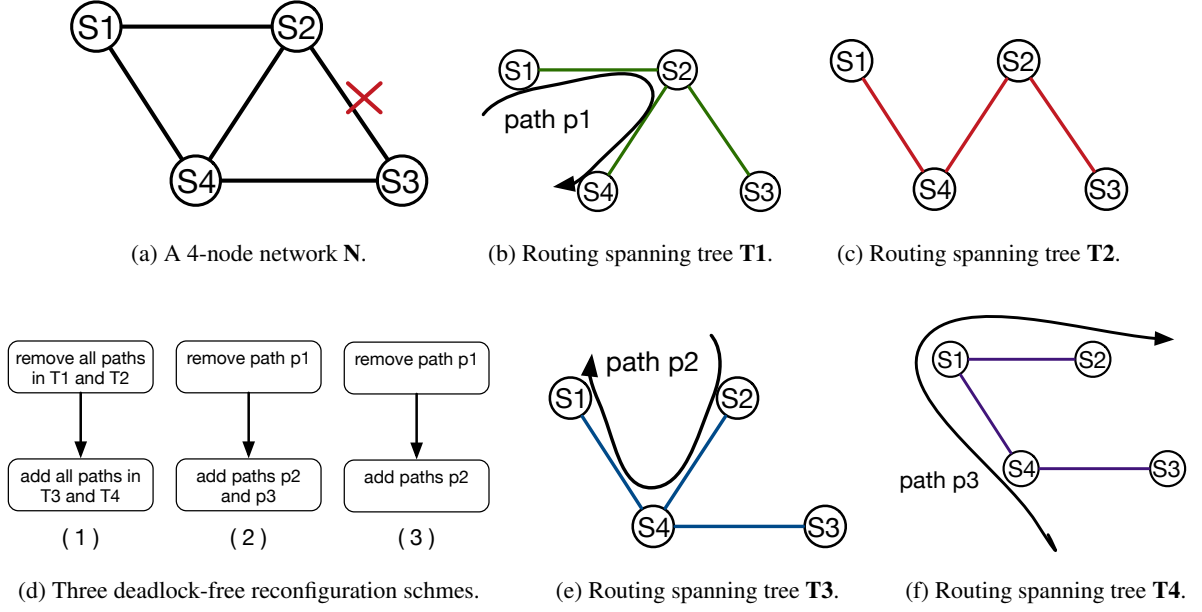 S1
S2
S4
S3
(a) A 4-node network N.
S1
S2
path p1
S4
S3
(b) Routing spanning tree T1.
S1
S2
S4
S3
(c) Routing spanning tree T2.
remove all paths
in T1 and T2
add all paths in
T3 and T4
( 1 )
remove path p1
add paths p2
and p3
( 2 )
remove path p1
add paths p2
( 3 )
(d) Three deadlock-free reconfiguration schmes.
path p2
S1
S2
S4
S3
(e) Routing spanning tree T3.
S1
S2
S4
S3
path p3
(f) Routing spanning tree T4.